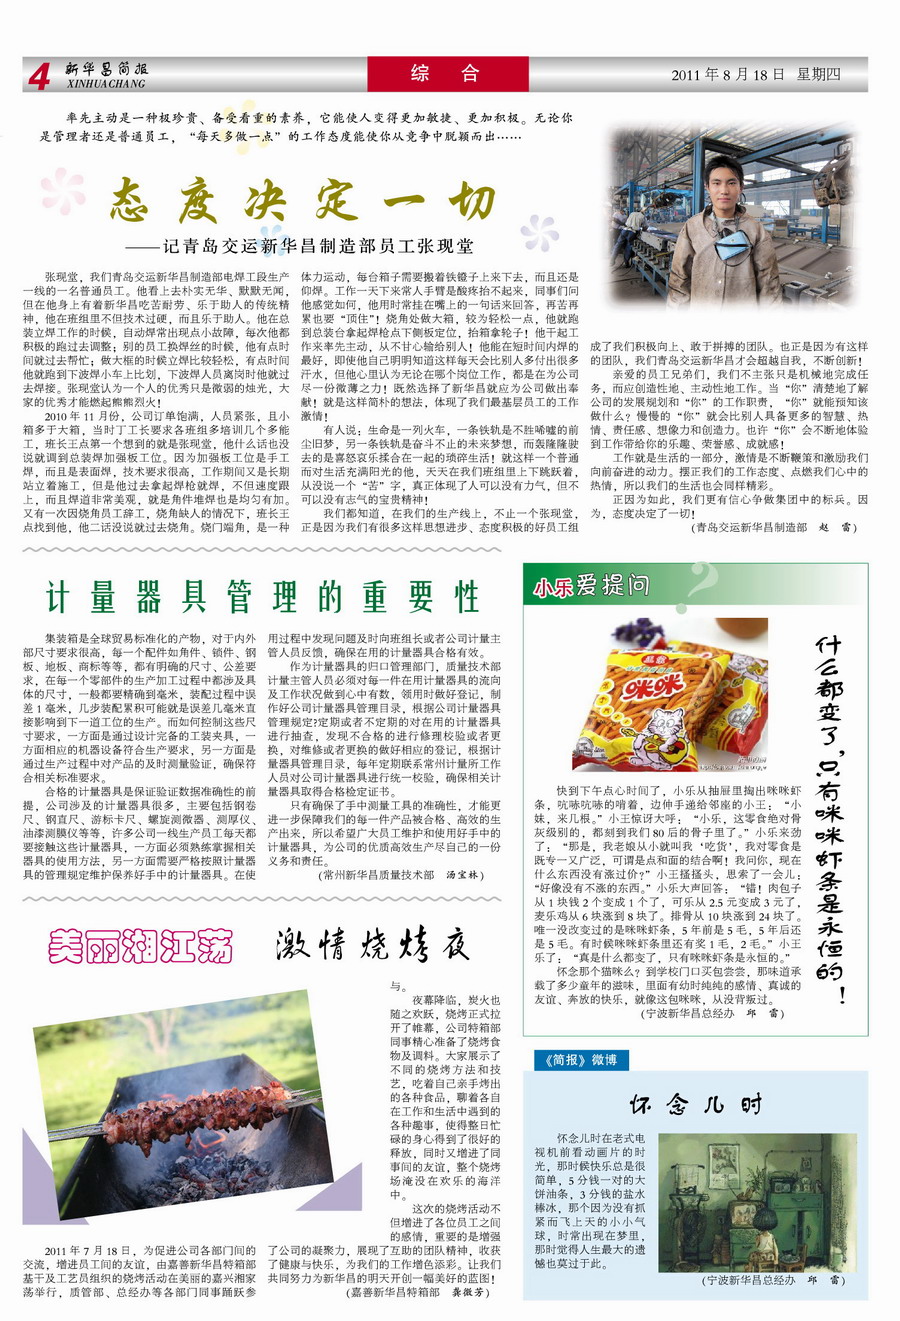 4 新华昌简报
XINHUACHANG
综 合
2011 年 8 月 18 日 星期四
率先主动是一种极珍贵、备受看重的素养，它能使人变得更加敏捷、更加积极。无论你
是管理者还是普通员工，“每天多做一点”的工作态度能使你从竞争中脱颖而出……
态度决定一切
——记青岛交运新华昌制造部员工张现堂
张现堂，我们青岛交运新华昌制造部电焊工段生产
一线的一名普通员工。他看上去朴实无华、默默无闻，
但在他身上有着新华昌吃苦耐劳、乐于助人的传统精
神，他在班组里不但技术过硬，而且乐于助人。他在总
装立焊工作的时候，自动焊常出现点小故障，每次他都
积极的跑过去调整；别的员工换焊丝的时候，他有点时
间就过去帮忙；做大框的时候立焊比较轻松，有点时间
他就跑到下波焊小车上比划，下波焊人员离岗时他就过
去焊接。张现堂认为一个人的优秀只是微弱的烛光，大
家的优秀才能燃起熊熊烈火！
2010 年 11 月份，公司订单饱满，人员紧张，且小
箱多于大箱，当时丁工长要求各班组多培训几个多能
工，班长王点第一个想到的就是张现堂，他什么话也没
说就调到总装焊加强板工位。因为加强板工位是手工
焊，而且是表面焊，技术要求很高，工作期间又是长期
站立着施工，但是他过去拿起焊枪就焊，不但速度跟
上，而且焊道非常美观，就是角件堆焊也是均匀有加。
又有一次因烧角员工辞工，烧角缺人的情况下，班长王
点找到他，他二话没说就过去烧角。烧门端角，是一种
体力运动，每台箱子需要搬着铁镫子上来下去，而且还是
仰焊。工作一天下来常人手臂是酸疼抬不起来，同事们问
他感觉如何，他用时常挂在嘴上的一句话来回答，再苦再
累也要“顶住”！烧角处做大箱，较为轻松一点，他就跑
到总装台拿起焊枪点下侧板定位，抬箱拿轮子！他干起工
作来率先主动，从不甘心输给别人！他能在短时间内焊的
最好，即使他自己明明知道这样每天会比别人多付出很多
汗水，但他心里认为无论在哪个岗位工作，都是在为公司
尽一份微薄之力！既然选择了新华昌就应为公司做出奉
献！就是这样简朴的想法，体现了我们最基层员工的工作
激情！
有人说：生命是一列火车，一条铁轨是不胜唏嘘的前
尘旧梦，另一条铁轨是奋斗不止的未来梦想，而轰隆隆驶
去的是喜怒哀乐揉合在一起的琐碎生活！就这样一个普通
而对生活充满阳光的他，天天在我们班组里上下跳跃着，
从没说一个“苦”字，真正体现了人可以没有力气，但不
可以没有志气的宝贵精神！
我们都知道，在我们的生产线上，不止一个张现堂，
正是因为我们有很多这样思想进步、态度积极的好员工组
成了我们积极向上、敢于拼搏的团队。也正是因为有这样
的团队，我们青岛交运新华昌才会超越自我，不断创新！
亲爱的员工兄弟们，我们不主张只是机械地完成任
务，而应创造性地、主动性地工作。当“你”清楚地了解
公司的发展规划和“你”的工作职责，“你”就能预知该
做什么？慢慢的“你”就会比别人具备更多的智慧、热
情、责任感、想像力和创造力。也许“你”会不断地体验
到工作带给你的乐趣、荣誉感、成就感！
工作就是生活的一部分，激情是不断鞭策和激励我们
向前奋进的动力。摆正我们的工作态度、点燃我们心中的
热情，所以我们的生活也会同样精彩。
正因为如此，我们更有信心争做集团中的标兵。因
为，态度决定了一切！
（青岛交运新华昌制造部 赵 雷）
计量器具管理的重要性
集装箱是全球贸易标准化的产物，对于内外
部尺寸要求很高，每一个配件如角件、锁件、钢
板、地板、商标等等，都有明确的尺寸、公差要
求，在每一个零部件的生产加工过程中都涉及具
体的尺寸，一般都要精确到毫米，装配过程中误
差 1 毫米，几步装配累积可能就是误差几毫米直
接影响到下一道工位的生产。而如何控制这些尺
寸要求，一方面是通过设计完备的工装夹具，一
方面相应的机器设备符合生产要求，另一方面是
通过生产过程中对产品的及时测量验证，确保符
合相关标准要求。
合格的计量器具是保证验证数据准确性的前
提，公司涉及的计量器具很多，主要包括钢卷
尺、钢直尺、游标卡尺、螺旋测微器、测厚仪、
油漆测膜仪等等，许多公司一线生产员工每天都
要接触这些计量器具，一方面必须熟练掌握相关
器具的使用方法，另一方面需要严格按照计量器
具的管理规定维护保养好手中的计量器具。在使
用过程中发现问题及时向班组长或者公司计量主
管人员反馈，确保在用的计量器具合格有效。
作为计量器具的归口管理部门，质量技术部
计量主管人员必须对每一件在用计量器具的流向
及工作状况做到心中有数，领用时做好登记，制
作好公司计量器具管理目录，根据公司计量器具
管理规定?定期或者不定期的对在用的计量器具
进行抽查，发现不合格的进行修理校验或者更
换，对维修或者更换的做好相应的登记，根据计
量器具管理目录，每年定期联系常州计量所工作
人员对公司计量器具进行统一校验，确保相关计
量器具取得合格检定证书。
只有确保了手中测量工具的准确性，才能更
进一步保障我们的每一件产品被合格、高效的生
产出来，所以希望广大员工维护和使用好手中的
计量器具，为公司的优质高效生产尽自己的一份
义务和责任。
（常州新华昌质量技术部 汤宝林）
小乐爱提问 ?
咪咪
什么都变了，只有咪咪虾条是永恒的！
快到下午点心时间了，小乐从抽屉里掏出咪咪虾
条，吭哧吭哧的啃着，边伸手递给邻座的小王：“小
妹，来几根。”小王惊讶大呼：“小乐，这零食绝对骨
灰级别的，都刻到我们 80 后的骨子里了。”小乐来劲
了：“那是，我老娘从小就叫我‘吃货’，我对零食是
既专一又广泛，可谓是点和面的结合啊！我问你，现在
什么东西没有涨过价？”小王搔搔头，思索了一会儿：
“好像没有不涨的东西。”小乐大声回答：“错！肉包子
从 1 块钱 2 个变成 1 个了，可乐从 2.5 元变成 3 元了，
麦乐鸡从 6 块涨到 8 块了。排骨从 10 块涨到 24 块了。
唯一没改变过的是咪咪虾条，5 年前是 5 毛，5 年后还
是 5 毛。有时候咪咪虾条里还有奖 1 毛，2 毛。”小王
乐了：“真是什么都变了，只有咪咪虾条是永恒的。”
怀念那个猫咪么？到学校门口买包尝尝，那味道承
载了多少童年的滋味，里面有幼时纯纯的感情、真诚的
友谊、奔放的快乐，就像这包咪咪，从没背叛过。
（宁波新华昌总经办 邱 雷）
美丽湘江荡 激情烧烤夜
2011 年 7 月 18 日，为促进公司各部门间的
交流，增进员工间的友谊，由嘉善新华昌特箱部
基干及工艺员组织的烧烤活动在美丽的嘉兴湘家
荡举行，质管部、总经办等各部门同事踊跃参
与。
夜幕降临，炭火也
随之欢跃，烧烤正式拉
开了帷幕，公司特箱部
同事精心准备了烧烤食
物及调料。大家展示了
不同的烧烤方法和技
艺，吃着自己亲手烤出
的各种食品，聊着各自
在工作和生活中遇到的
各种趣事，使得整日忙
碌的身心得到了很好的
释放，同时又增进了同
事间的友谊，整个烧烤
场淹没在欢乐的海洋
中。
这次的烧烤活动不
但增进了各位员工之间
的感情，重要的是增强
了公司的凝聚力，展现了互助的团队精神，收获
了健康与快乐，为我们的工作增色添彩。让我们
共同努力为新华昌的明天开创一幅美好的蓝图！
（嘉善新华昌特箱部 龚微芳）
《简报》微博
怀念儿时
怀念儿时在老式电
视机前看动画片的时
光，那时候快乐总是很
简单，5 分钱一对的大
饼油条，3 分钱的盐水
棒冰，那个因为没有抓
紧而飞上天的小小气
球，时常出现在梦里，
那时觉得人生最大的遗
憾也莫过于此。
（宁波新华昌总经办 邱 雷）